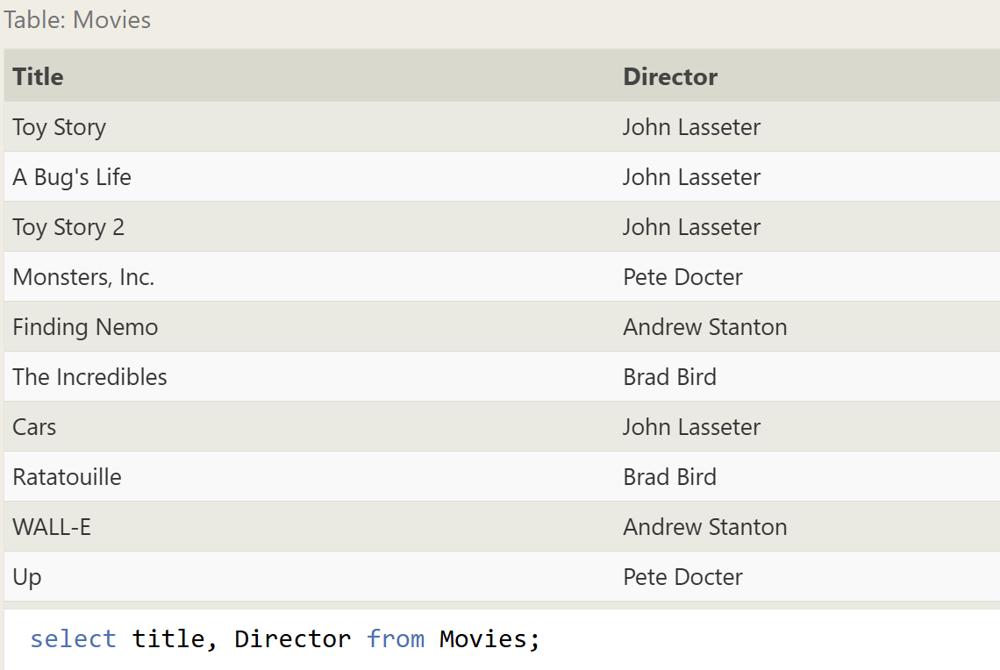 Table: Movies
Title Director
Toy Story John Lasseter
A Bug's Life John Lasseter
Toy Story 2 John Lasseter
Monsters, Inc. Pete Docter
Finding Nemo Andrew Stanton
The Incredibles Brad Bird
Cars John Lasseter
Ratatouille Brad Bird
WALL-E Andrew Stanton
Up Pete Docter
select title, Director from Movies;